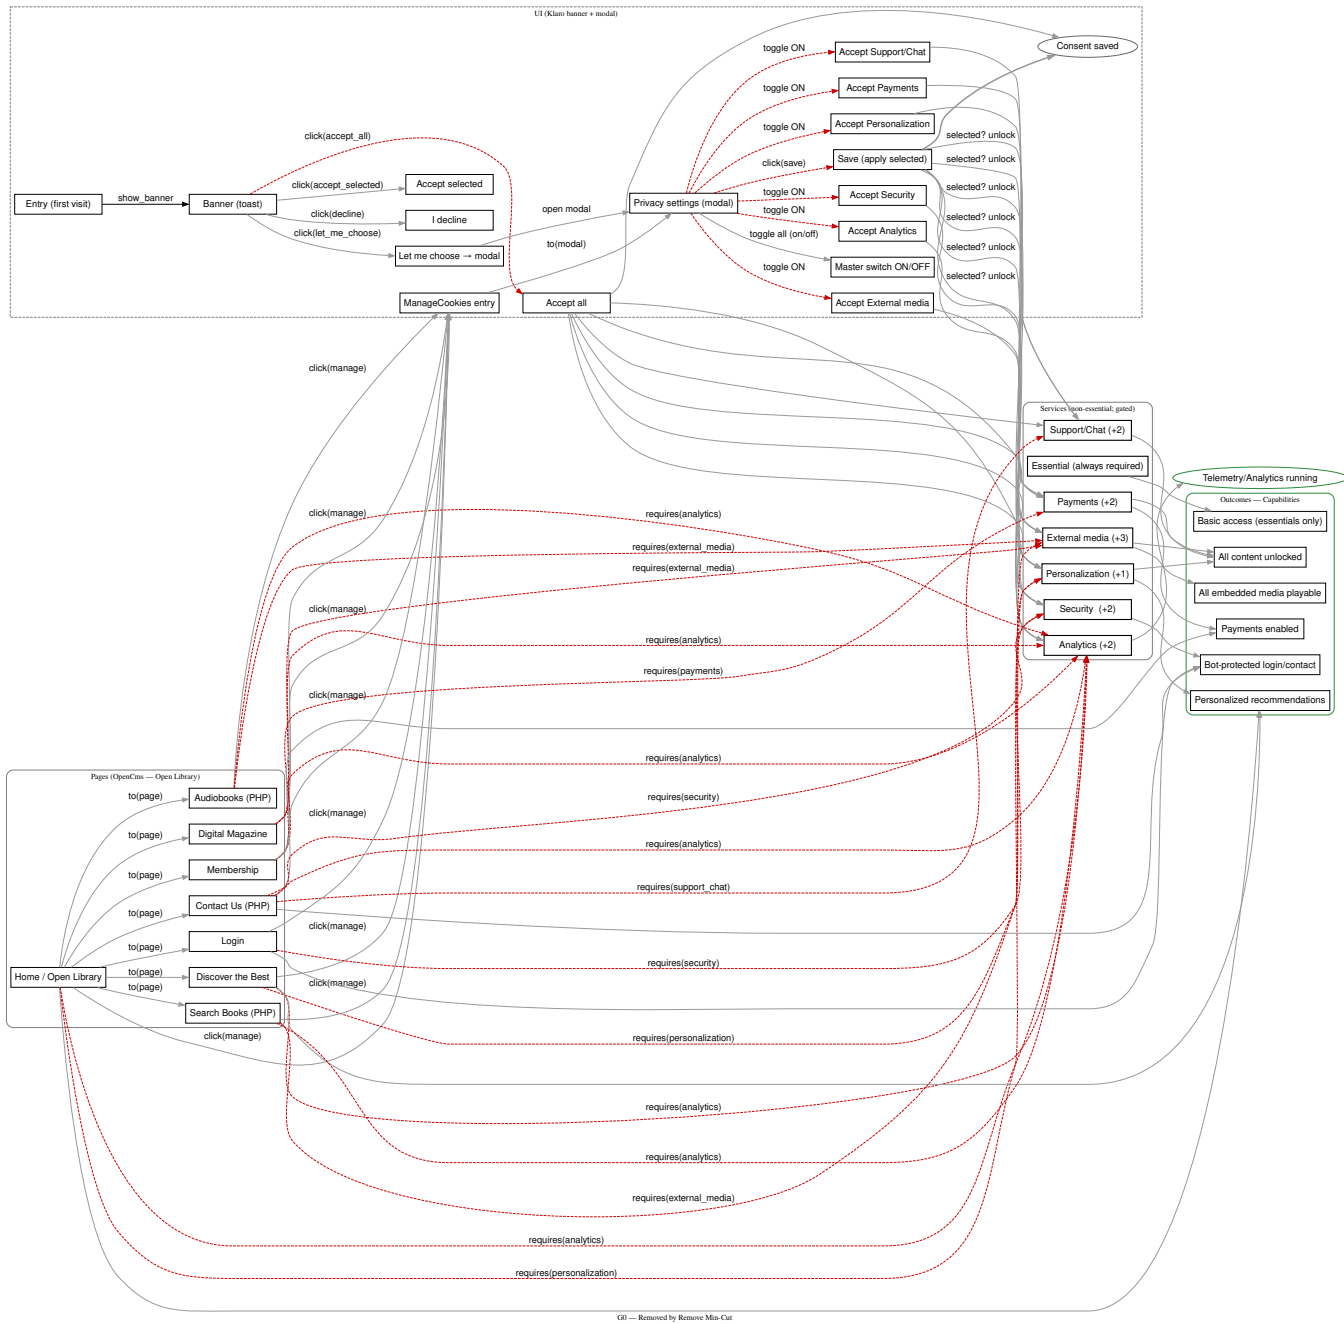 UI (Klaro banner + modal)
Consent saved
toggle ON
Accept Support/Chat
toggle ON
Accept Payments
toggle ON
Accept Personalization
click(accept_all)
selected? unlock
click(save)
Save (apply selected)
selected? unlock
click(accept_selected)
Accept selected
selected? unlock
toggle ON
Accept Security
Entry (first visit)
show_banner
Banner (toast)
Privacy settings (modal)
click(decline)
I decline
open modal
toggle ON
selected? unlock
click(let_me_choose)
toggle all (on/off)
Accept Analytics
to(modal)
selected? unlock
Let me choose → modal
Master switch ON/OFF
toggle ON
selected? unlock
ManageCookies entry
Accept all
Accept External media
click(manage)
Services (non-essential; gated)
Support/Chat (+2)
Essential (always required)
Telemetry/Analytics running
Outcomes — Capabilities
Payments (+2)
click(manage)
requires(analytics)
Basic access (essentials only)
External media (+3)
requires(external_media)
All content unlocked
requires(external_media)
Personalization (+1)
All embedded media playable
click(manage)
Security (+2)
Payments enabled
requires(analytics)
Analytics (+2)
Bot-protected login/contact
requires(payments)
click(manage)
Personalized recommendations
requires(analytics)
Pages (OpenCms — Open Library)
to(page)
Audiobooks (PHP)
requires(security)
click(manage)
to(page)
Digital Magazine
requires(analytics)
to(page)
Membership
requires(support_chat)
to(page)
Contact Us (PHP)
click(manage)
to(page)
Login
requires(security)
Home / Open Library
to(page)
Discover the Best
click(manage)
to(page)
Search Books (PHP)
click(manage)
requires(personalization)
requires(analytics)
requires(analytics)
requires(external_media)
requires(analytics)
requires(personalization)
G0 — Removed by Remove Min-Cut